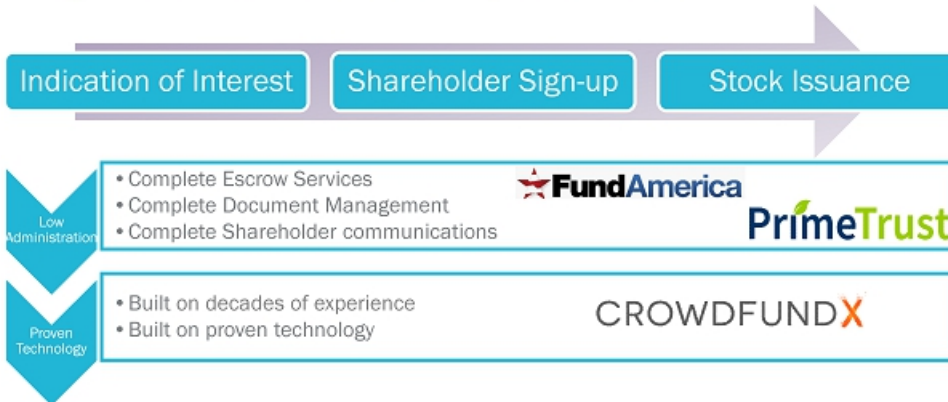 Indication of Interest
Shareholder Sign-up
Stock Issuance
Low
Administration
• Complete Escrow Services
• Complete Document Management
• Complete Shareholder communications
FundAmerica
PrimeTrust
Proven
Technology
• Built on decades of experience
• Built on proven technology
CROWDFUNDX